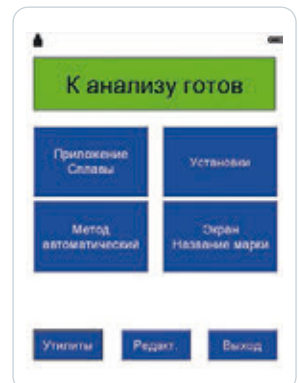 К анализу готов
Приложение
Сплавы
Установки
Метод
автоматический
Экран
Название марки
Утилиты
Редакт.
Выход